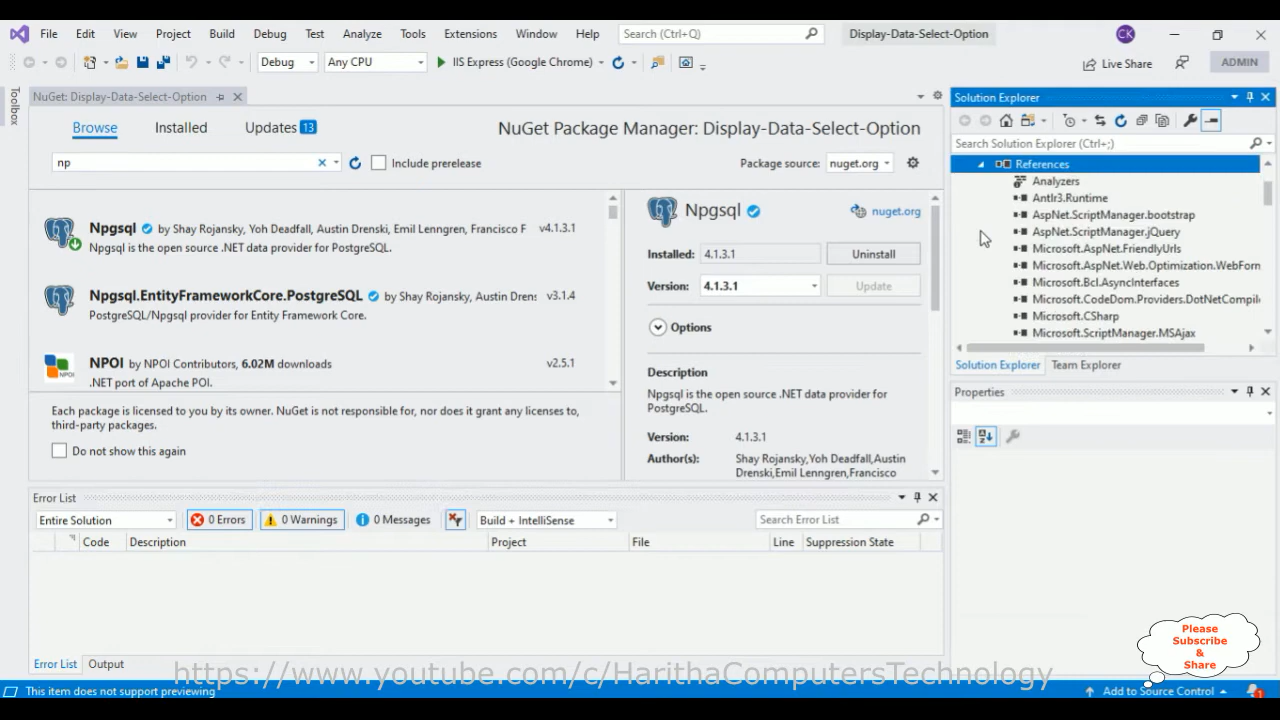 File Edit View Project Build Debug Test Analyze Tools Extensions Window Help Search (Ctrl+Q) Display-Data-Select-Option CK
Debug Any CPU IIS Express (Google Chrome) Live Share ADMIN
Toolbox
NuGet: Display-Data-Select-Option
Browse Installed Updates 13
NuGet Package Manager: Display-Data-Select-Option
np Include prerelease Package source: nuget.org
Npgsql by Shay Rojansky, Yoh Deadfall, Austin Drenski, Emil Lenngren, Francisco F v4.1.3.1
Npgsql is the open source .NET data provider for PostgreSQL.
Npgsql.EntityFrameworkCore.PostgreSQL by Shay Rojansky, Austin Drens v3.1.4
PostgreSQL/Npgsql provider for Entity Framework Core.
NPOI
NPOI by NPOI Contributors, 6.02M downloads v2.5.1
.NET port of Apache POI.
Each package is licensed to you by its owner. NuGet is not responsible for, nor does it grant any licenses to,
third-party packages.
Do not show this again
Npgsql nuget.org
Installed: 4.1.3.1 Uninstall
Version: 4.1.3.1 Update
Options
Description
Npgsql is the open source .NET data provider for
PostgreSQL.
Version: 4.1.3.1
Author(s): Shay Rojansky,Yoh Deadfall,Austin
Drenski,Emil Lenngren,Francisco
Solution Explorer
Search Solution Explorer (Ctrl+;)
References
Analyzers
Antlr3.Runtime
AspNet.ScriptManager.bootstrap
AspNet.ScriptManager.jQuery
Microsoft.AspNet.FriendlyUrls
Microsoft.AspNet.Web.Optimization.WebForn
Microsoft.Bcl.AsyncInterfaces
Microsoft.CodeDom.Providers.DotNetCompil
Microsoft.CSharp
Microsoft.ScriptManager.MSAjax
Solution Explorer Team Explorer
Properties
Error List
Entire Solution 0 Errors 0 Warnings 0 Messages Build + IntelliSense Search Error List
Code Description Project File Line Suppression State
Error List Output
Please
Subscribe
&
Share
https://www.youtube.com/c/HarithaComputersTechnology
This item does not support previewing Add to Source Control 1